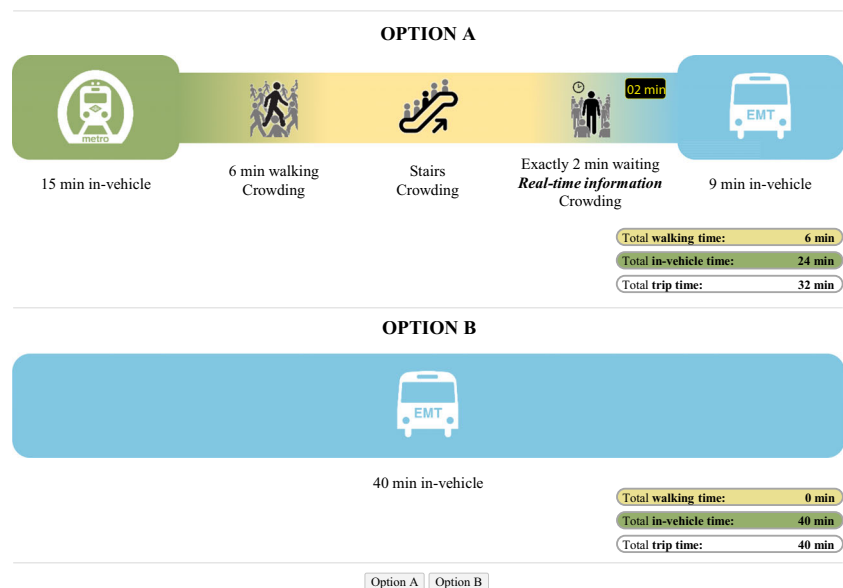 OPTION A
metro
02 min
EMT
15 min in-vehicle
6 min walking
Crowding
Stairs
Crowding
Exactly 2 min waiting
Real-time information
Crowding
9 min in-vehicle
Total walking time: 6 min
Total in-vehicle time: 24 min
Total trip time: 32 min
OPTION B
EMT
40 min in-vehicle
Total walking time: 0 min
Total in-vehicle time: 40 min
Total trip time: 40 min
Option A Option B